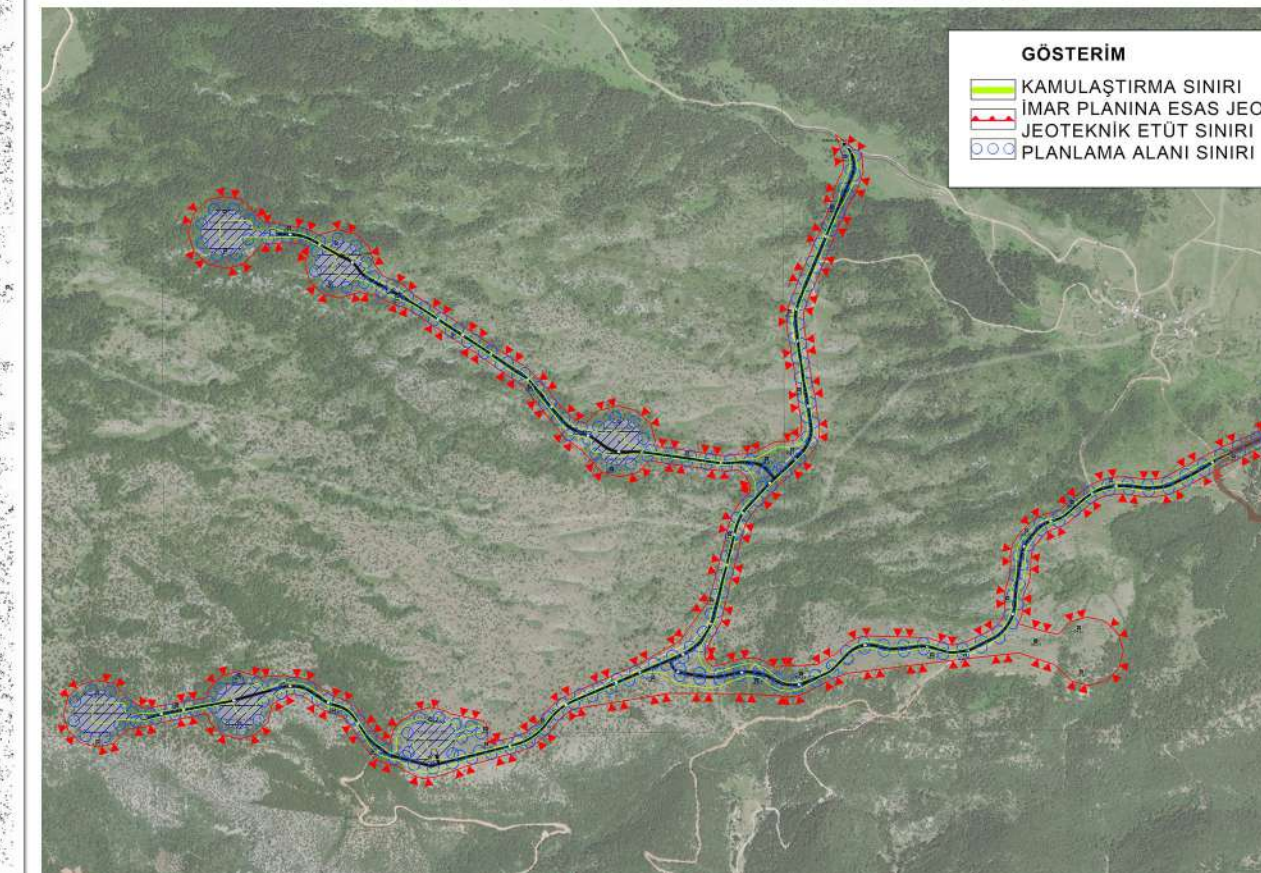 GÖSTERİM
KAMULAŞTIRMA SINIRI
İMAR PLANINA ESAS JEO
JEOTEKNİK ETÜT SINIRI
PLANLAMA ALANI SINIRI